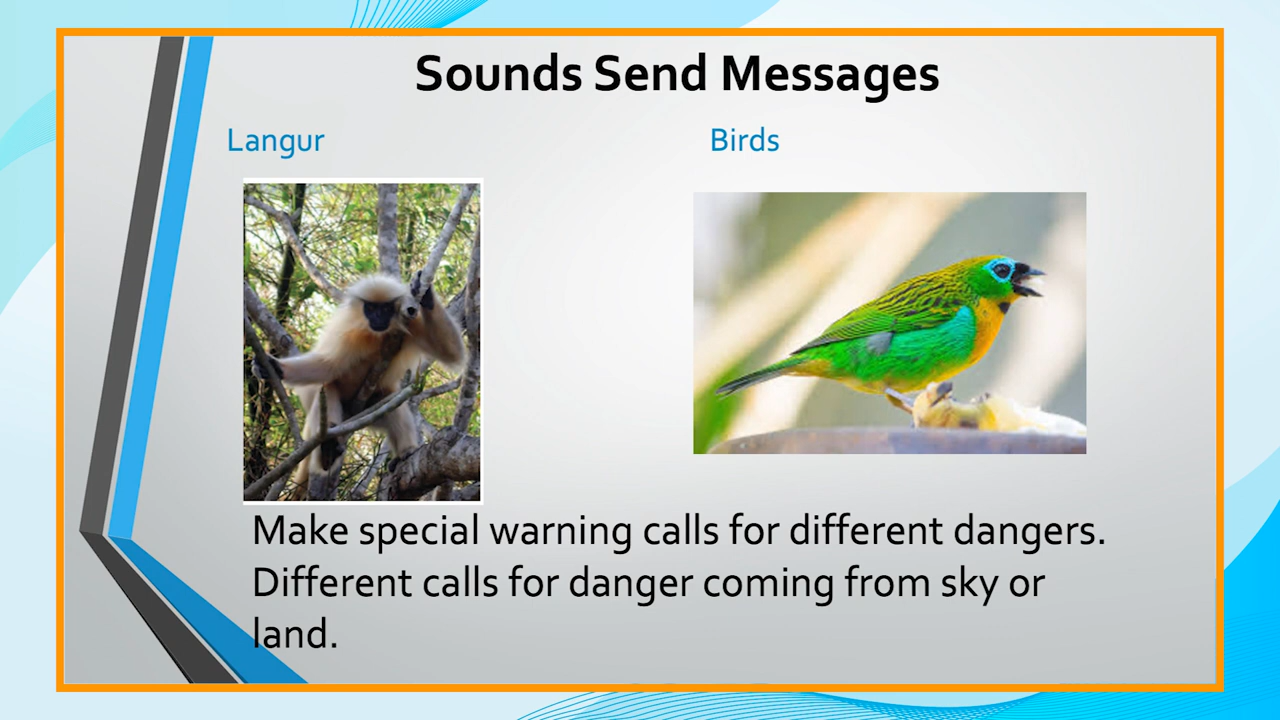 Sounds Send Messages
Langur
Birds
Make special warning calls for different dangers.
Different calls for danger coming from sky or
land.